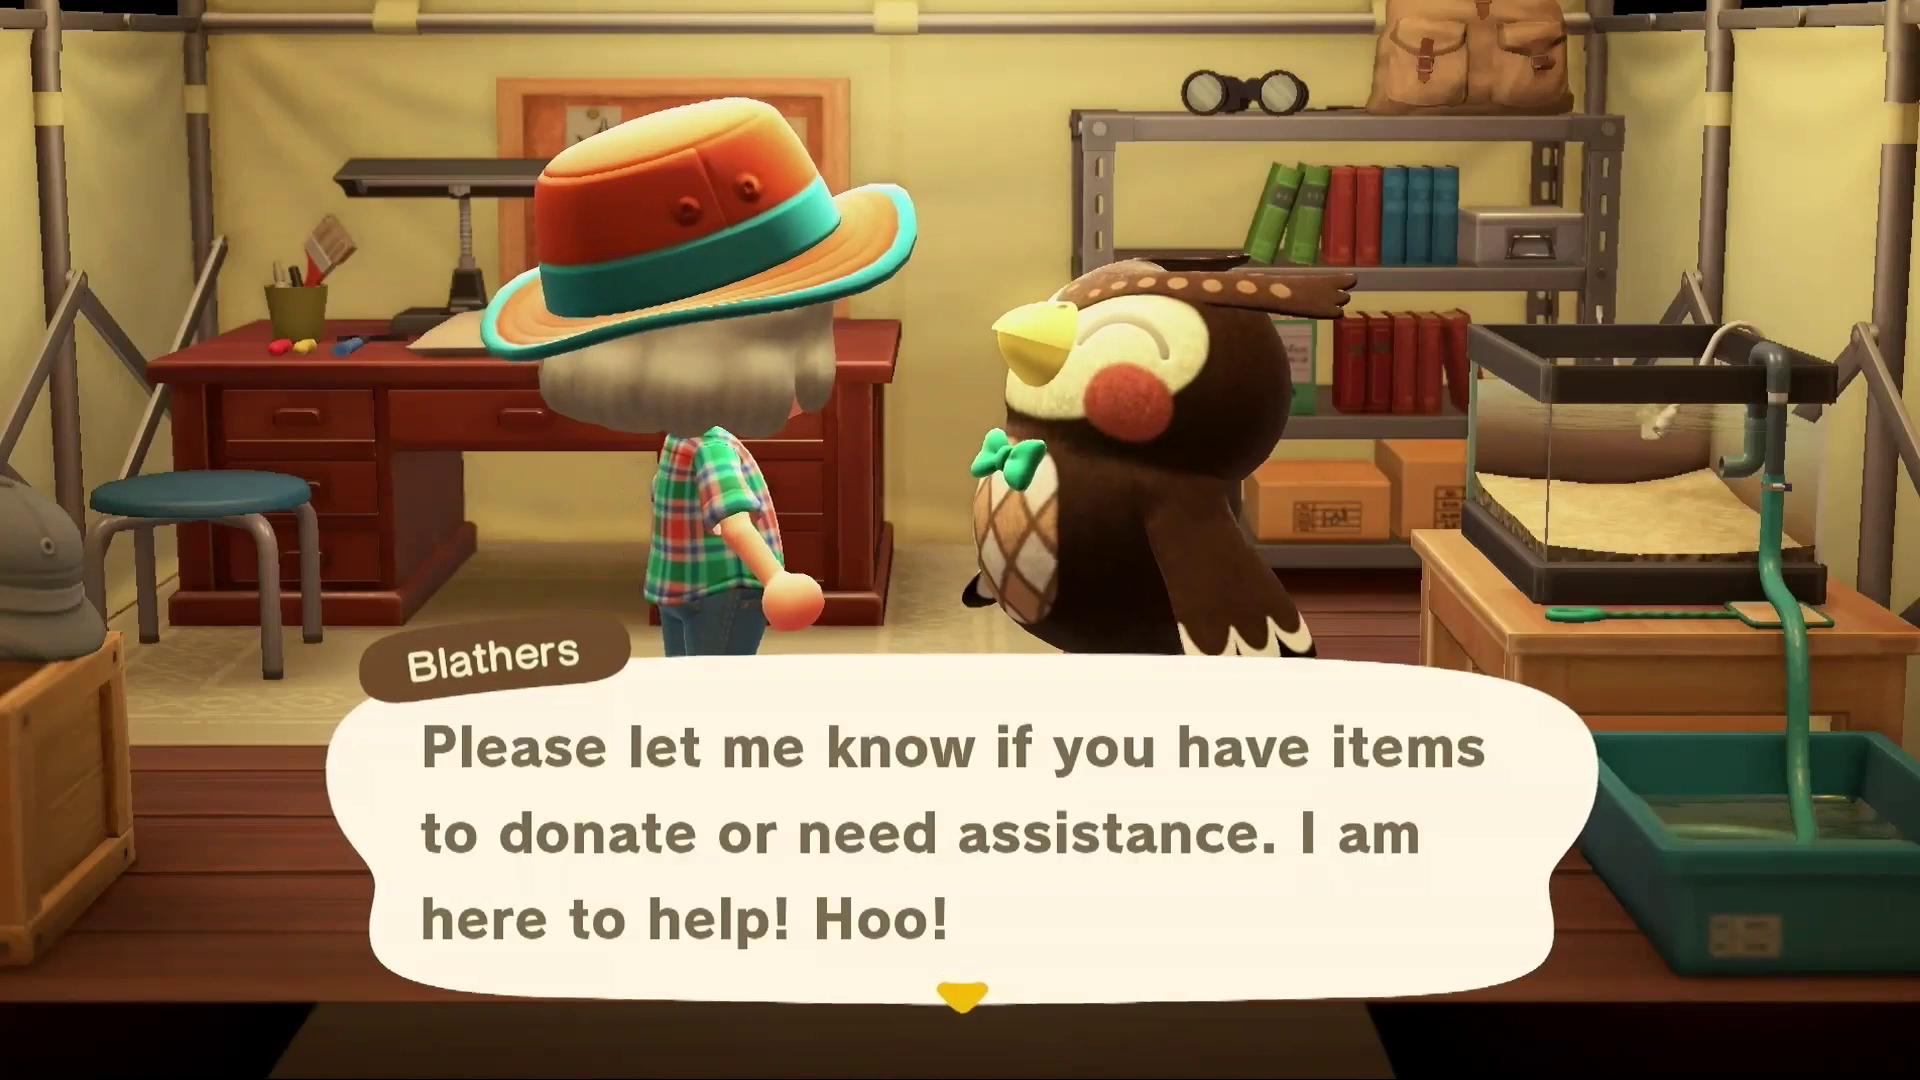 Blathers
Please let me know if you have items
to donate or need assistance. I am
here to help! Hoo!